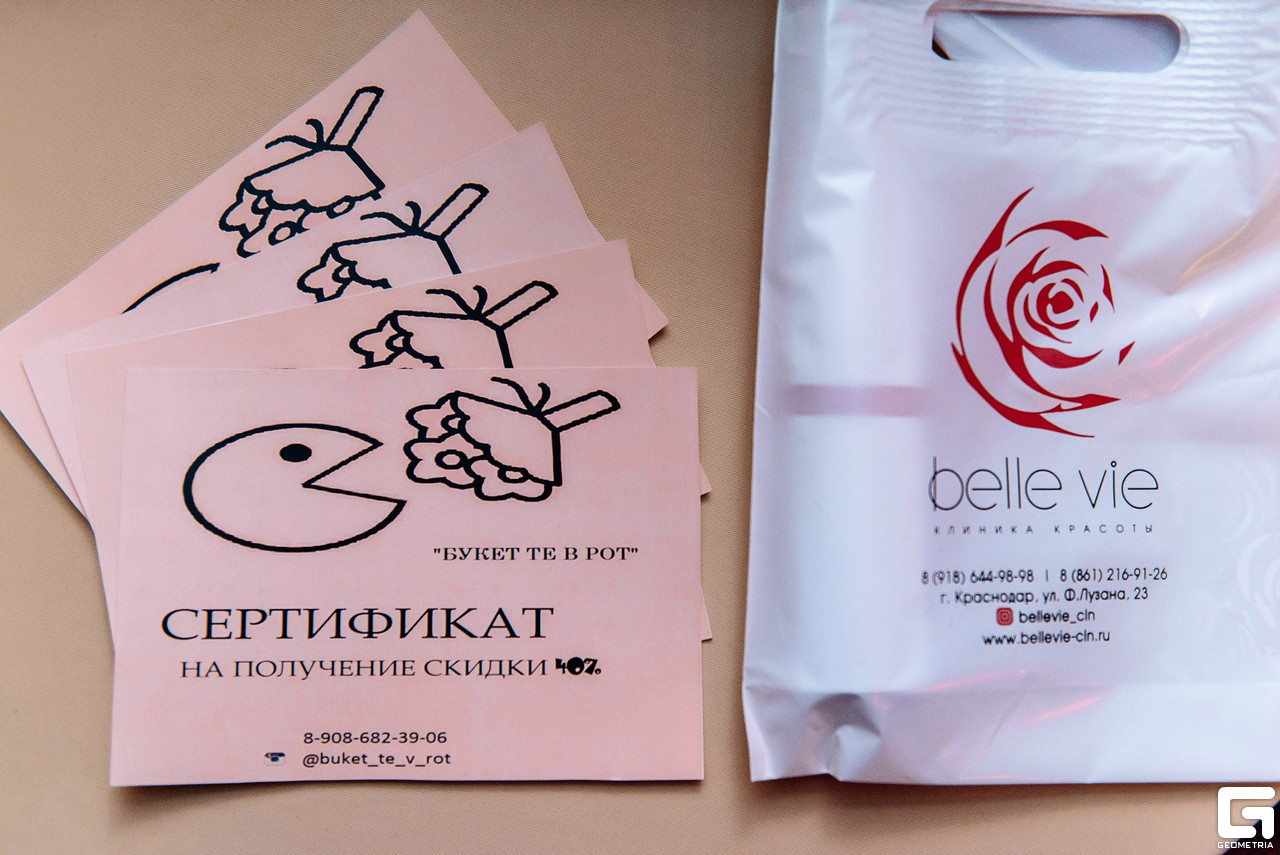 "БУКЕТ ТЕ В РОТ"
СЕРТИФИКАТ
НА ПОЛУЧЕНИЕ СКИДКИ 40%
8-908-682-39-06
@buket_te_v_rot
belle vie
КЛИНИКА КРАСОТЫ
8 (918) 644-98-98 | 8 (861) 216-91-26
г. Краснодар, ул. Ф.Лузана, 23
bellevie_cln
www.bellevie-cln.ru
GEOMETRIA